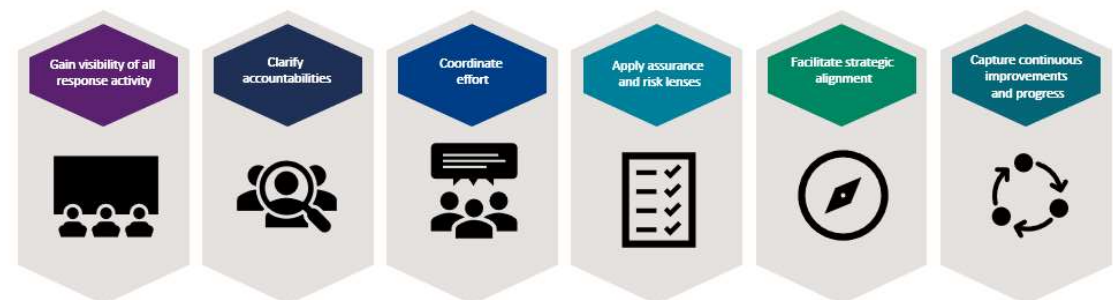 Gain visibility of all
response activity
Clarify
accountabilities
Coordinate
effort
Apply assurance
and risk lenses
Facilitate strategic
alignment
Capture continuous
improvements
and progress